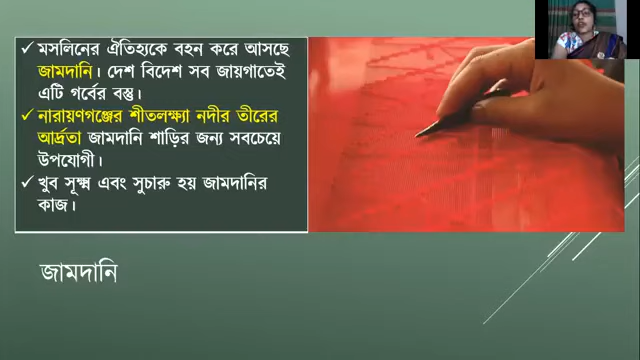 ✓ মসলিনের ঐতিহ্যকে বহন করে আসছে
জামদানি। দেশ বিদেশ সব জায়গাতেই
এটি গর্বের বস্তু।
✓ নারায়ণগঞ্জের শীতলক্ষ্যা নদীর তীরের
আর্দ্রতা জামদানি শাড়ির জন্য সবচেয়ে
উপযোগী।
✓ খুব সূক্ষ্ম এবং সুচারু হয় জামদানির
কাজ।
জামদানি